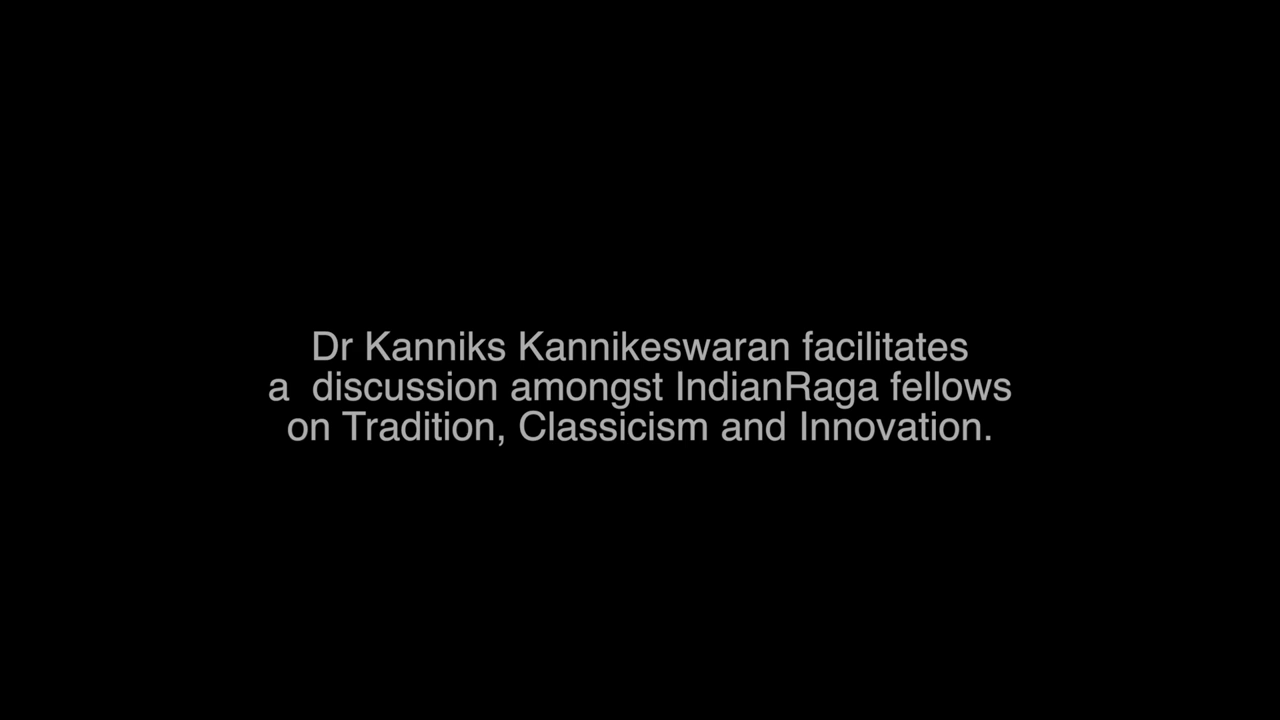 Dr Kanniks Kannikeswaran facilitates
a  discussion amongst IndianRaga fellows
on Tradition, Classicism and Innovation.